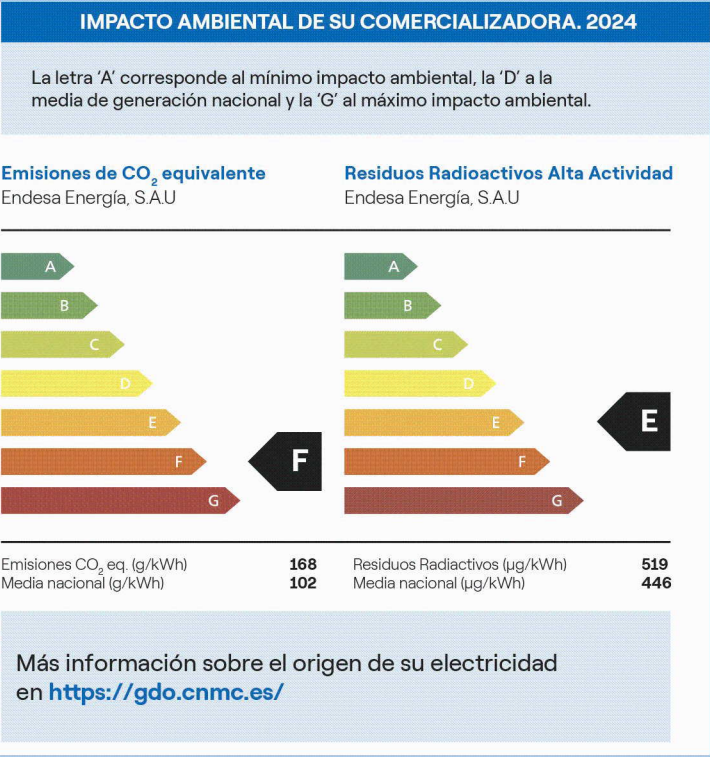 IMPACTO AMBIENTAL DE SU COMERCIALIZADORA. 2024
La letra ‘A’ corresponde al mínimo impacto ambiental, la ‘D’ a la
media de generación nacional y la ‘G’ al máximo impacto ambiental.
Emisiones de CO₂ equivalente
Endesa Energía, S.A.U
A
B
C
D
E
F
G
F
Emisiones CO₂ eq. (g/kWh) 168
Media nacional (g/kWh) 102
Residuos Radioactivos Alta Actividad
Endesa Energía, S.A.U
A
B
C
D
E
F
G
E
Residuos Radiactivos (µg/kWh) 519
Media nacional (µg/kWh) 446
Más información sobre el origen de su electricidad
en https://gdo.cnmc.es/